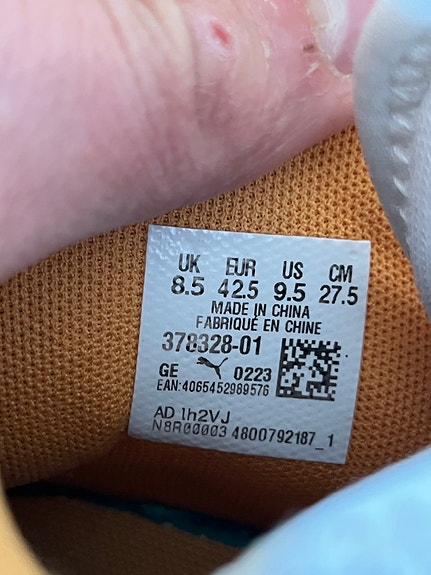 UK EUR US CM
8.5 42.5 9.5 27.5
MADE IN CHINA
FABRIQUÉ EN CHINE
378328-01
GE 0223
EAN:4065452989576
AD 1h2VJ
N8R00003 4800792187_1